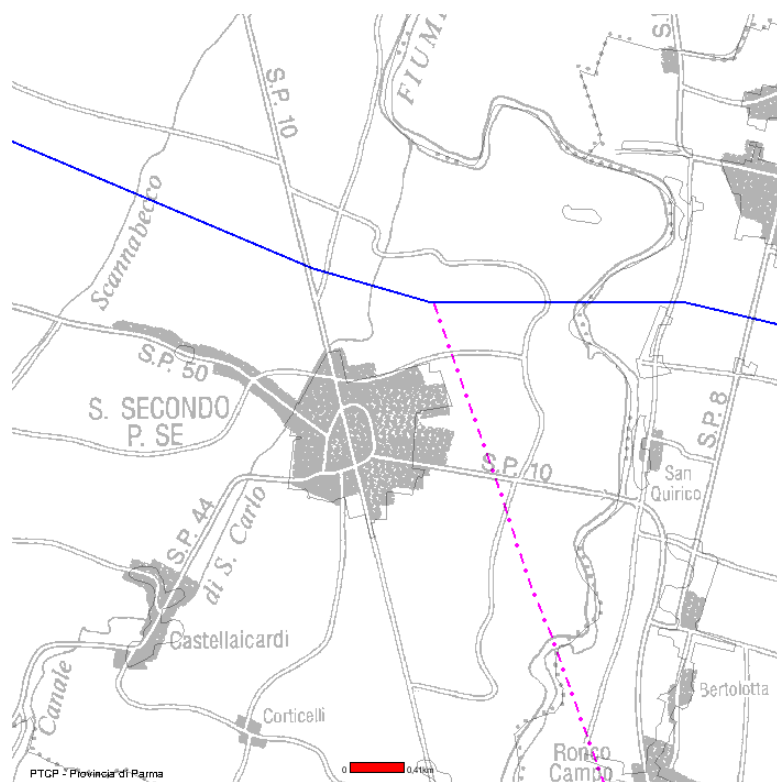 S.
FIUM
S.P. 10
Scannabecco
S.P. 50
S. SECONDO
P. SE
S.P. 8
S.P. 10
San
Quirico
S.P. 44
di S. Carlo
Castellaicardi
Canale
Corticelli
Bertolotta
Ronco
Campo
0
0.41km
PTCP - Provincia di Parma